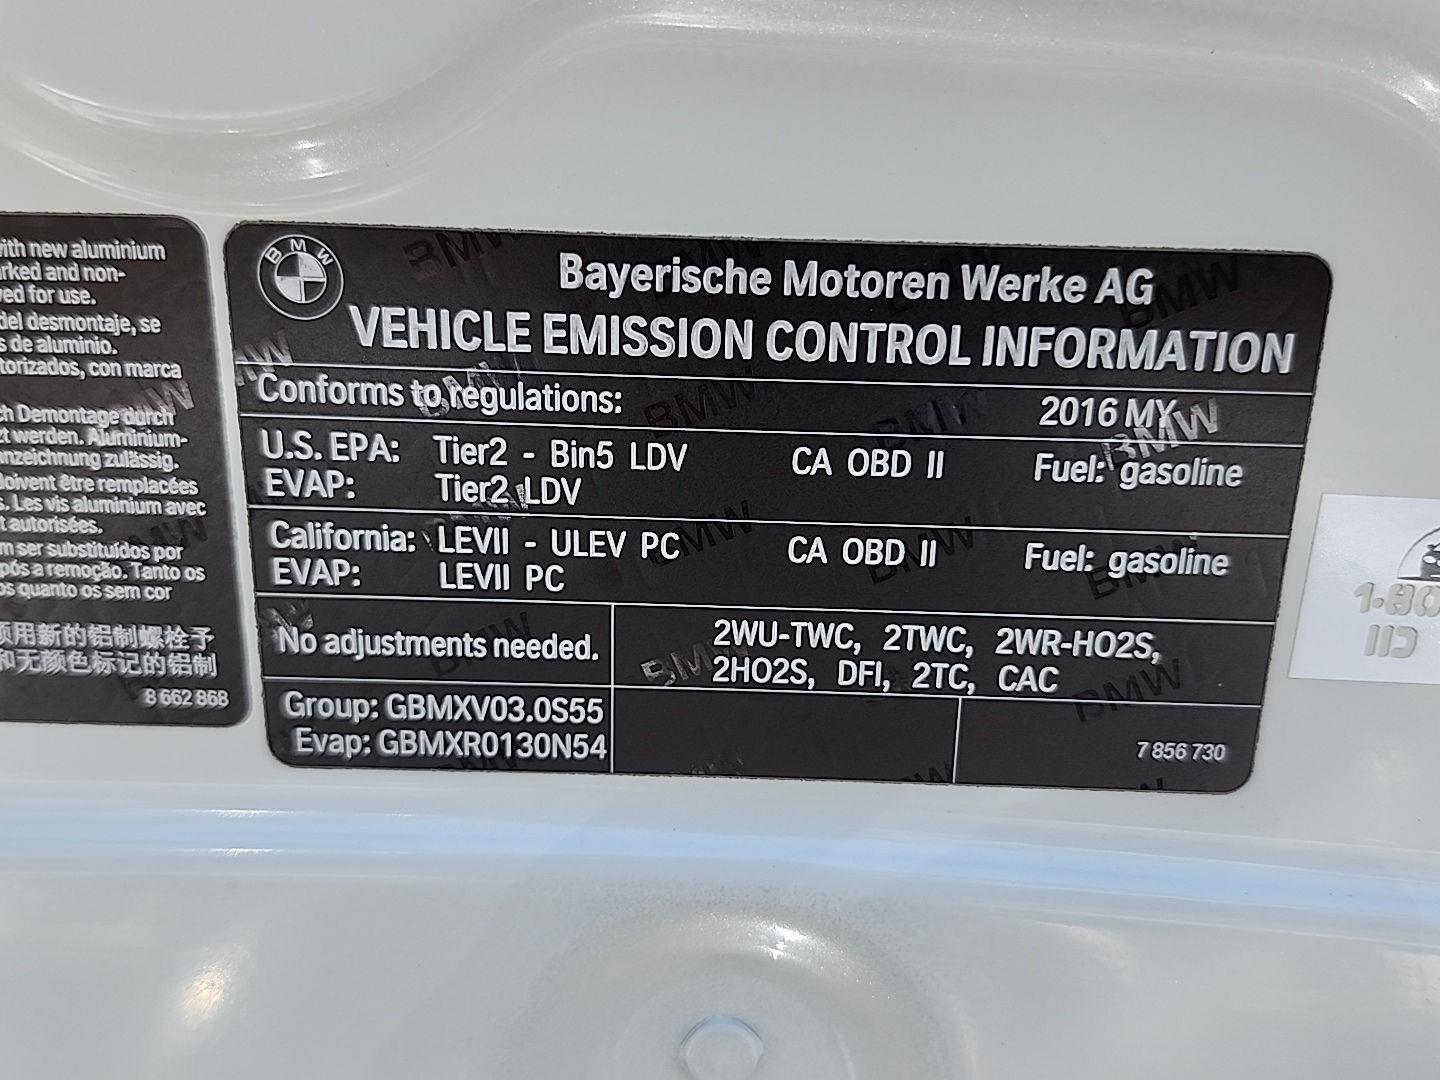 ith new aluminium
rked and non-
ed for use.
del desmontaje, se
s de aluminio.
torizados, con marca
ch Demontage durch
zt werden. Aluminium-
nzeichnung zulässig.
doivent être remplacées
s. Les vis aluminium avec
t autorisées.
m ser substituídos por
pós a remoção. Tanto os
os quanto os sem cor
须用新的铝制螺栓予
和无颜色标记的铝制
8 662 868
BMW
Bayerische Motoren Werke AG
VEHICLE EMISSION CONTROL INFORMATION
Conforms to regulations: 2016 MY
U.S. EPA: Tier2 - Bin5 LDV CA OBD II Fuel: gasoline
EVAP: Tier2 LDV
California: LEVII - ULEV PC CA OBD II Fuel: gasoline
EVAP: LEVII PC
No adjustments needed. 2WU-TWC, 2TWC, 2WR-HO2S,
2HO2S, DFI, 2TC, CAC
Group: GBMXV03.0S55
Evap: GBMXR0130N54
7 856 730